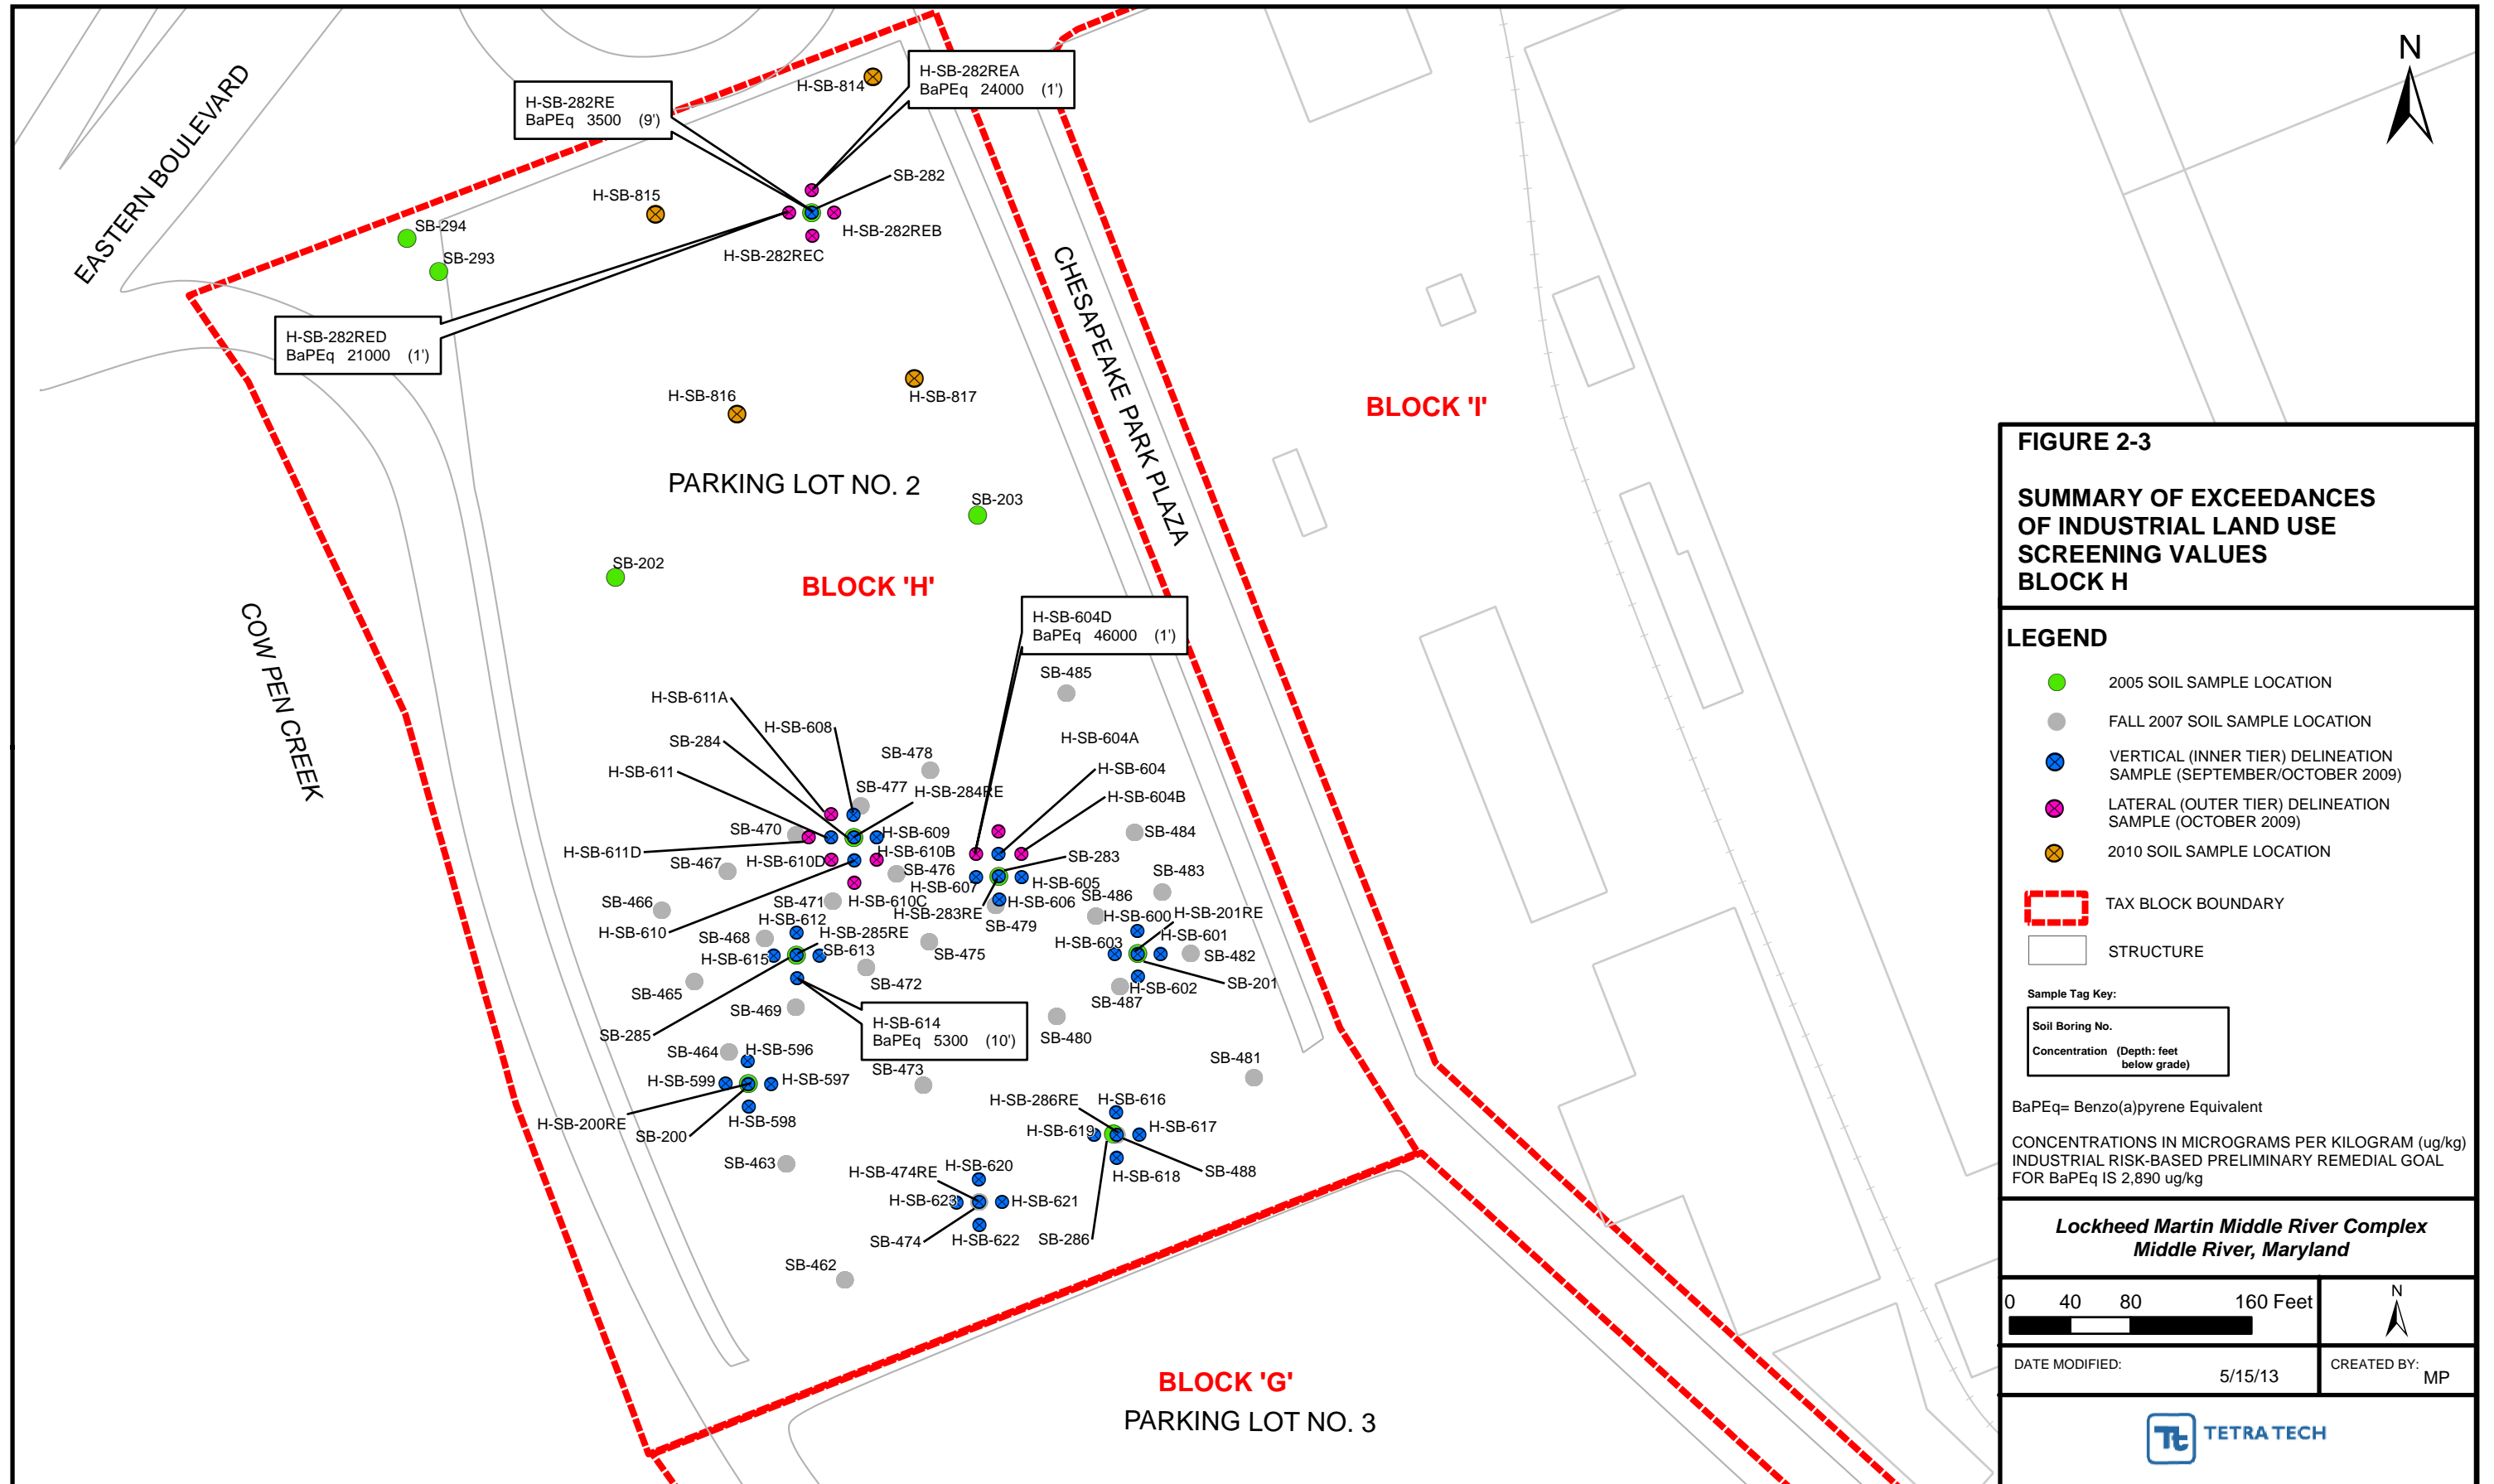 EASTERN BOULEVARD
H-SB-814
H-SB-282REA
BaPEq 24000 (1')
H-SB-282RE
BaPEq 3500 (9')
SB-282
H-SB-815
H-SB-282REB
H-SB-282REC
SB-294
SB-293
H-SB-282RED
BaPEq 21000 (1')
CHESAPEAKE PARK PLAZA
H-SB-816
H-SB-817
BLOCK 'I'
PARKING LOT NO. 2
SB-203
SB-202
BLOCK 'H'
COW PEN CREEK
H-SB-604D
BaPEq 46000 (1')
SB-485
H-SB-611A
H-SB-608
SB-284
SB-478
H-SB-604A
H-SB-611
H-SB-604
SB-477
H-SB-284RE
H-SB-604B
SB-470
H-SB-609
SB-484
H-SB-611D
H-SB-610B
H-SB-610D
SB-467
SB-283
SB-476
H-SB-607
H-SB-605
SB-483
SB-486
SB-466
SB-471
H-SB-610C
H-SB-606
H-SB-283RE
H-SB-612
SB-479
H-SB-600
H-SB-201RE
H-SB-610
SB-468
H-SB-285RE
H-SB-603
H-SB-601
H-SB-615
SB-613
SB-475
SB-482
SB-465
SB-472
SB-201
H-SB-602
SB-487
SB-469
H-SB-614
BaPEq 5300 (10')
SB-480
SB-285
SB-464
H-SB-596
SB-481
SB-473
H-SB-599
H-SB-597
H-SB-286RE
H-SB-616
H-SB-200RE
SB-200
H-SB-598
H-SB-619
H-SB-617
SB-463
H-SB-474RE
H-SB-620
SB-488
H-SB-618
H-SB-623
H-SB-621
SB-474
H-SB-622
SB-286
SB-462
BLOCK 'G'
PARKING LOT NO. 3
N
FIGURE 2-3
SUMMARY OF EXCEEDANCES
OF INDUSTRIAL LAND USE
SCREENING VALUES
BLOCK H
LEGEND
2005 SOIL SAMPLE LOCATION
FALL 2007 SOIL SAMPLE LOCATION
VERTICAL (INNER TIER) DELINEATION
SAMPLE (SEPTEMBER/OCTOBER 2009)
LATERAL (OUTER TIER) DELINEATION
SAMPLE (OCTOBER 2009)
2010 SOIL SAMPLE LOCATION
TAX BLOCK BOUNDARY
STRUCTURE
Sample Tag Key:
Soil Boring No.
Concentration (Depth: feet
below grade)
BaPEq= Benzo(a)pyrene Equivalent
CONCENTRATIONS IN MICROGRAMS PER KILOGRAM (ug/kg)
INDUSTRIAL RISK-BASED PRELIMINARY REMEDIAL GOAL
FOR BaPEq IS 2,890 ug/kg
Lockheed Martin Middle River Complex
Middle River, Maryland
0 40 80 160 Feet
N
DATE MODIFIED: 5/15/13
CREATED BY: MP
Tt TETRA TECH